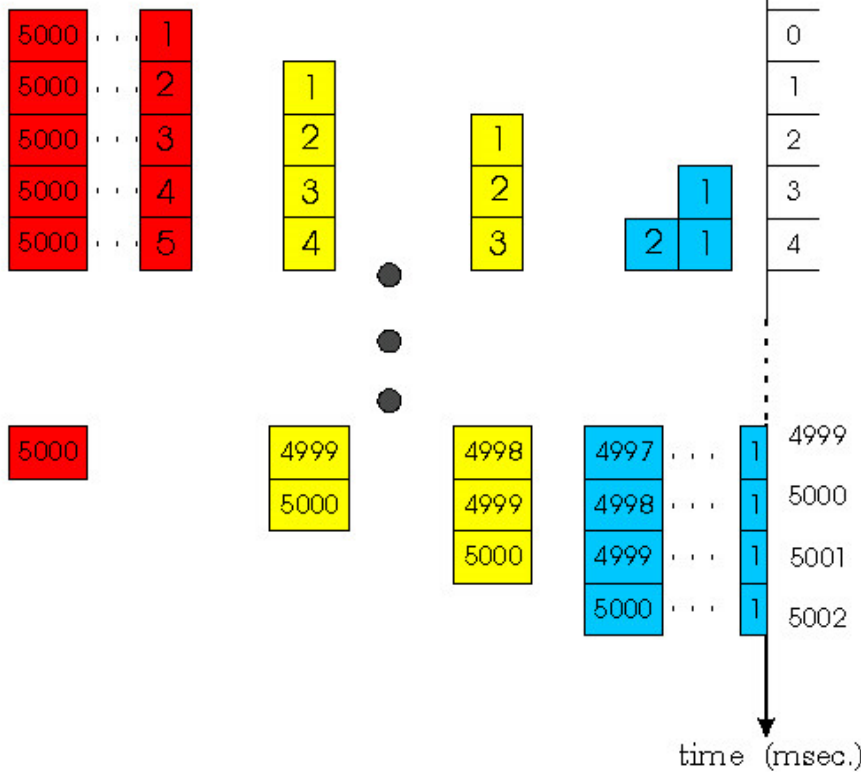 5000 · · · 1 0
5000 · · · 2 1 1
5000 · · · 3 2 1 2
5000 · · · 4 3 2 1 3
5000 · · · 5 4 3 2 1 4
5000 4999 4998 4997 · · · 1 4999
5000 4999 4998 · · · 1 5000
5000 4999 · · · 1 5001
5000 · · · 1 5002
time (msec.)